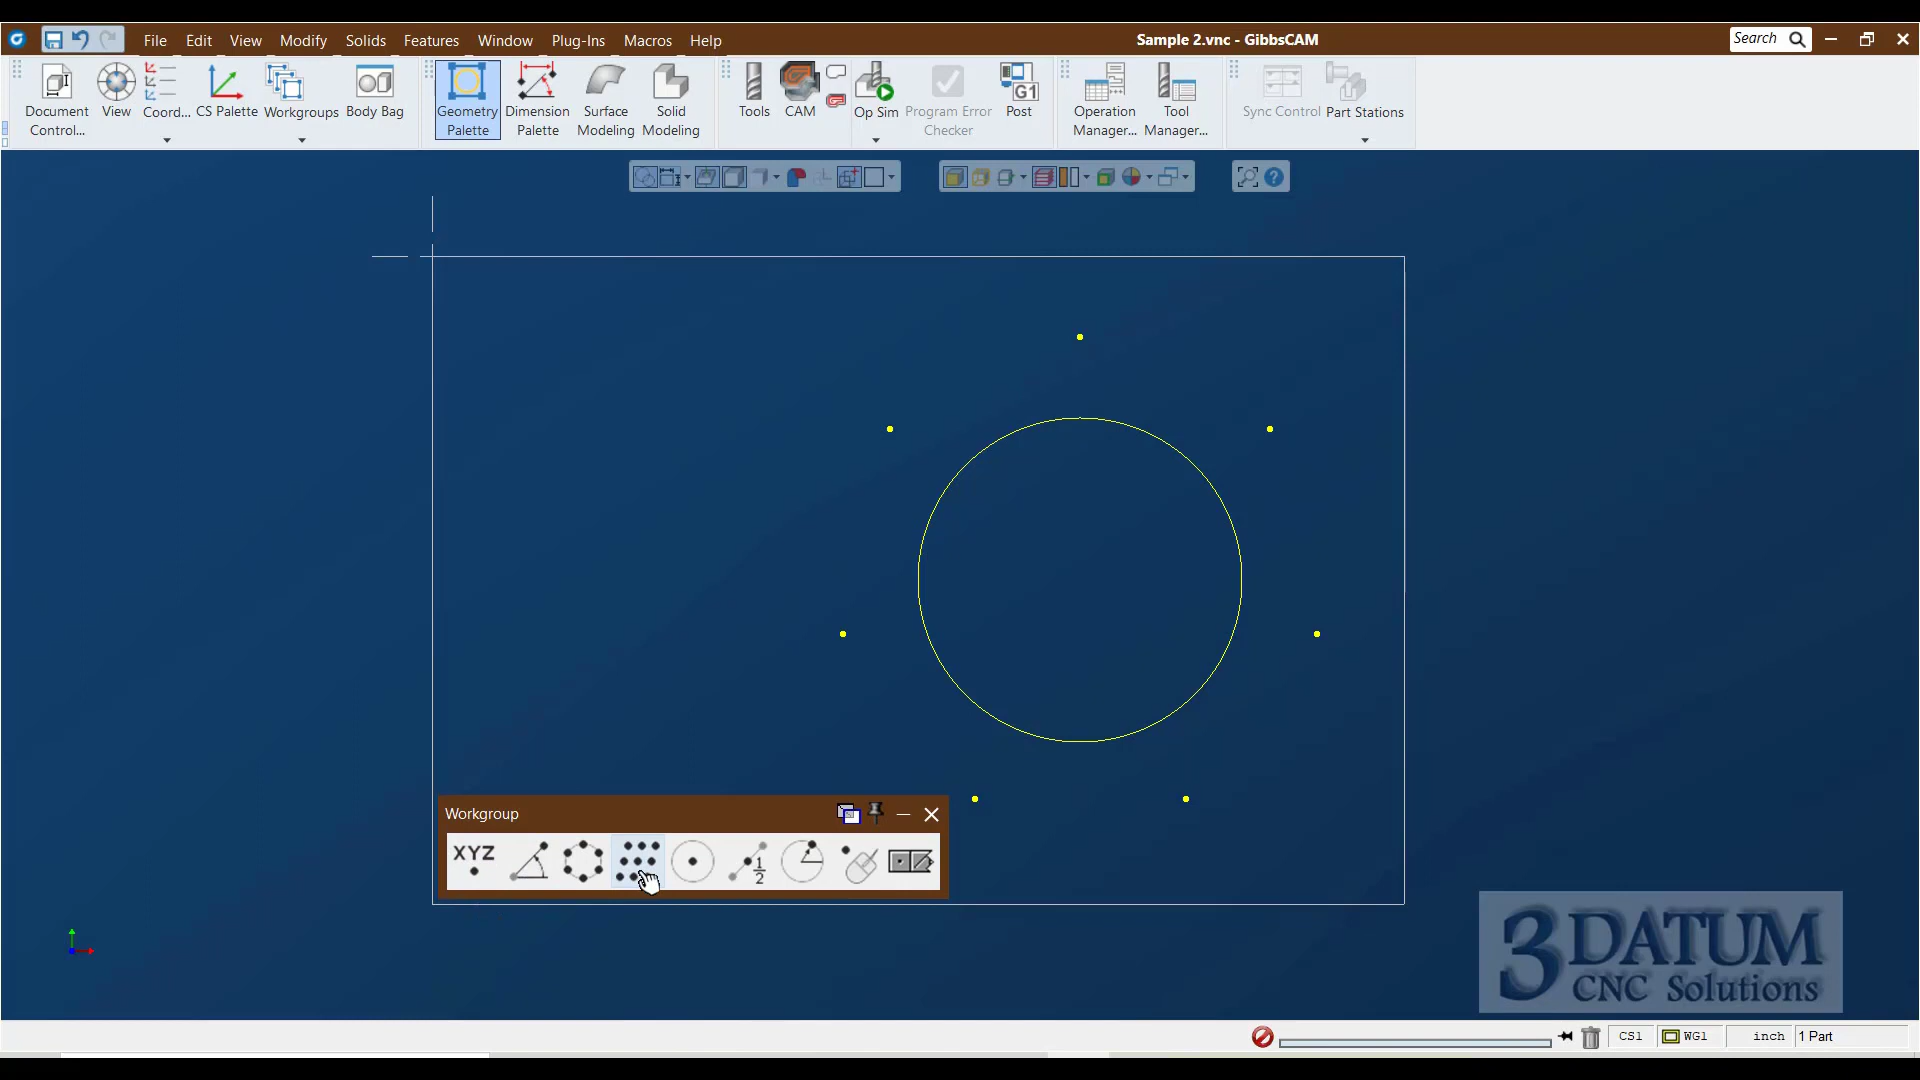 File Edit View Modify Solids Features Window Plug-Ins Macros Help
Sample 2.vnc - GibbsCAM
Search
Document Control...
View
Coord...
CS Palette
Workgroups
Body Bag
Geometry Palette
Dimension Palette
Surface Modeling
Solid Modeling
Tools
CAM
Op Sim
Program Error Checker
G1
Post
Operation Manager...
Tool Manager...
Sync Control
Part Stations
Workgroup
XYZ
1/2
3DATUM
CNC Solutions
CS1
WG1
inch
1 Part